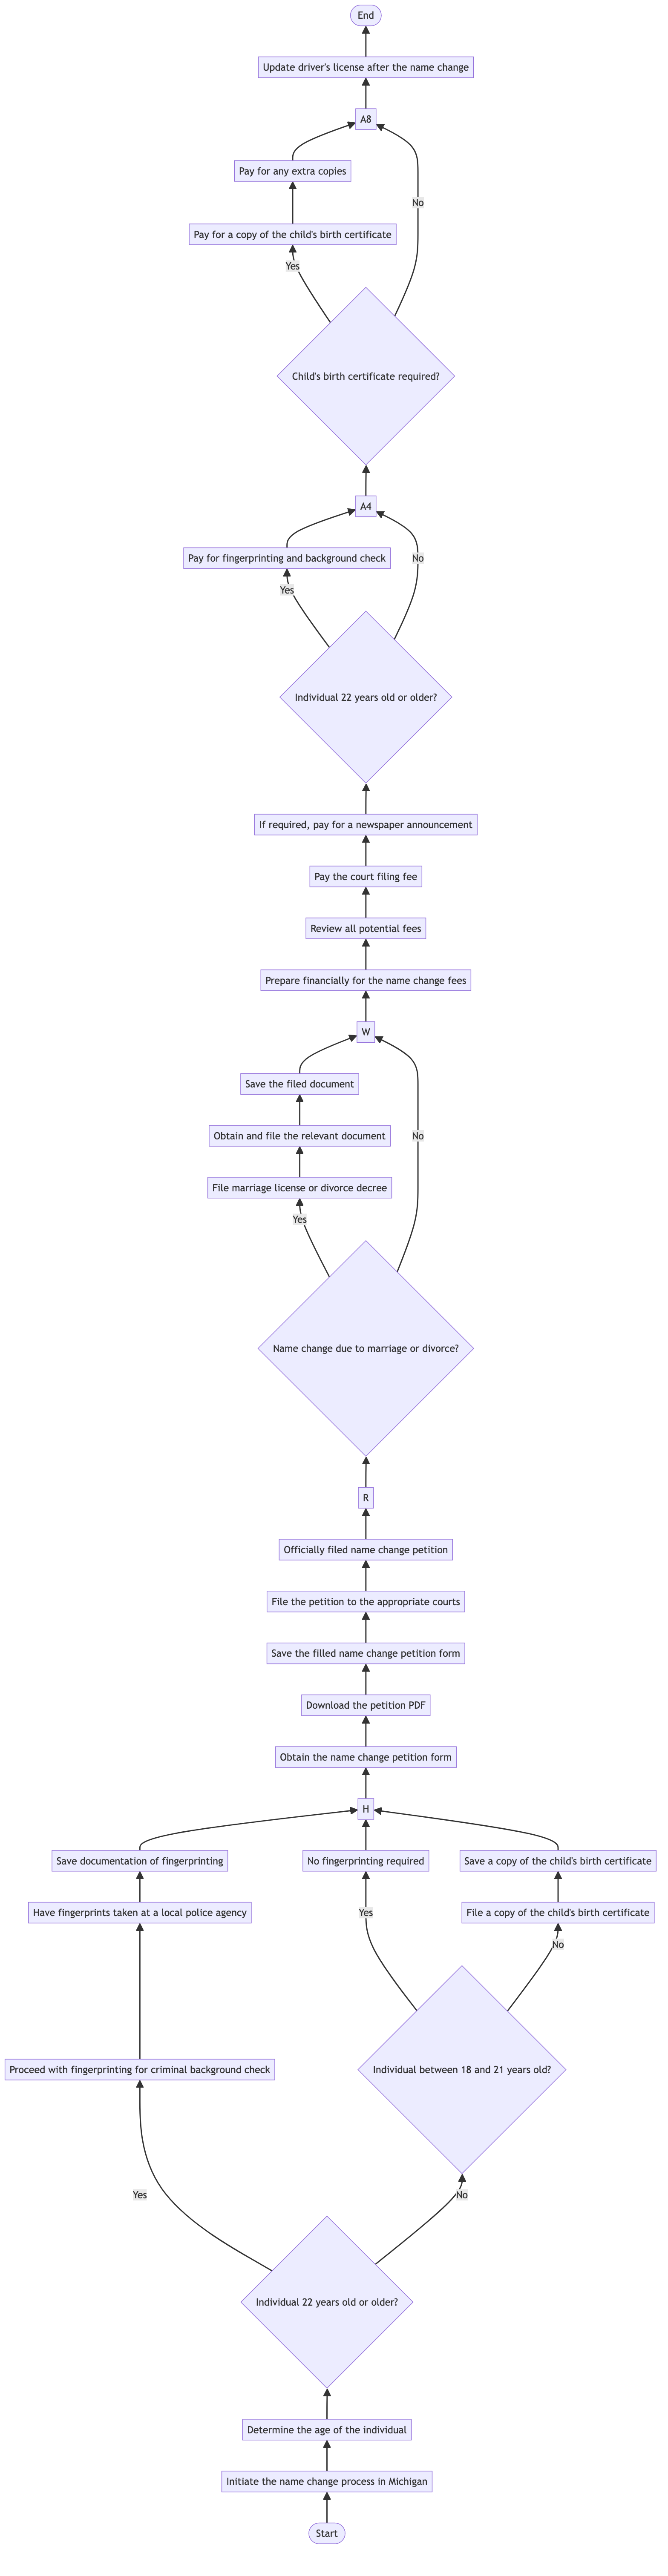 End
Update driver's license after the name change
A8
Pay for any extra copies
No
Pay for a copy of the child's birth certificate
Yes
Child's birth certificate required?
A4
Pay for fingerprinting and background check
No
Yes
Individual 22 years old or older?
If required, pay for a newspaper announcement
Pay the court filing fee
Review all potential fees
Prepare financially for the name change fees
W
Save the filed document
Obtain and file the relevant document
No
File marriage license or divorce decree
Yes
Name change due to marriage or divorce?
R
Officially filed name change petition
File the petition to the appropriate courts
Save the filled name change petition form
Download the petition PDF
Obtain the name change petition form
H
Save documentation of fingerprinting
No fingerprinting required
Save a copy of the child's birth certificate
Have fingerprints taken at a local police agency
Yes
File a copy of the child's birth certificate
No
Proceed with fingerprinting for criminal background check
Individual between 18 and 21 years old?
Yes
No
Individual 22 years old or older?
Determine the age of the individual
Initiate the name change process in Michigan
Start